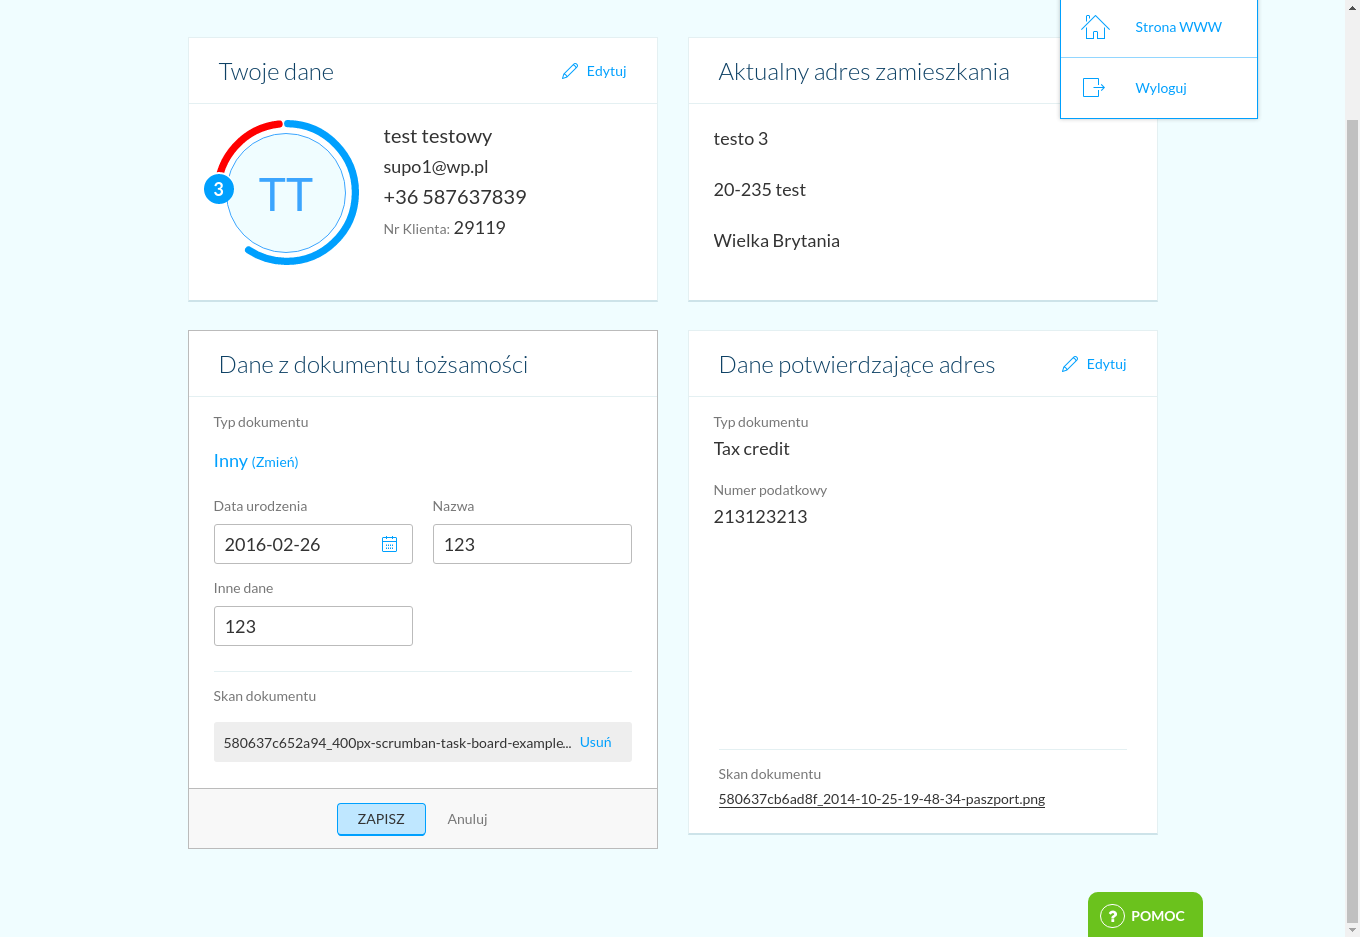 Strona WWW
Wyloguj
Twoje dane
Edytuj
3
TT
test testowy
supo1@wp.pl
+36 587637839
Nr Klienta: 29119
Aktualny adres zamieszkania
testo 3
20-235 test
Wielka Brytania
Dane z dokumentu tożsamości
Typ dokumentu
Inny (Zmień)
Data urodzenia
Nazwa
2016-02-26
123
Inne dane
123
Skan dokumentu
580637c652a94_400px-scrumban-task-board-example... Usuń
ZAPISZ
Anuluj
Dane potwierdzające adres
Edytuj
Typ dokumentu
Tax credit
Numer podatkowy
213123213
Skan dokumentu
580637cb6ad8f_2014-10-25-19-48-34-paszport.png
? POMOC